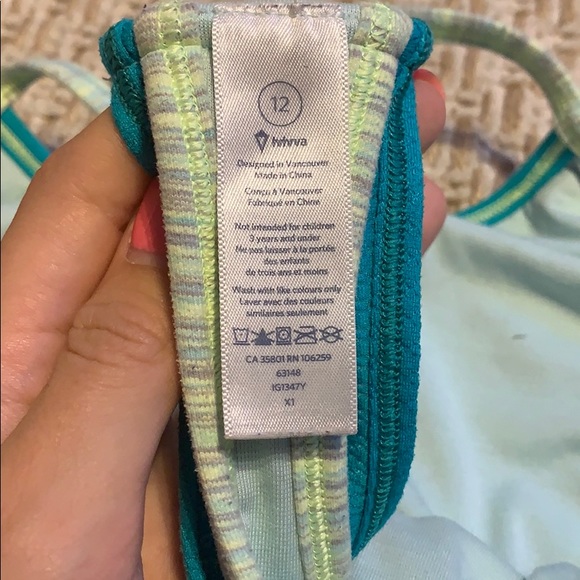 12
ivivva
Designed in Vancouver
Made in China
Conçu à Vancouver
Fabriqué en Chine
Not intended for children
3 years and under
Ne pas laisser à la portée
des enfants
de trois ans et moins
Wash with like colours only
Laver avec des couleurs
similaires seulement
CA 35801 RN 106259
63148
IG1347Y
X1